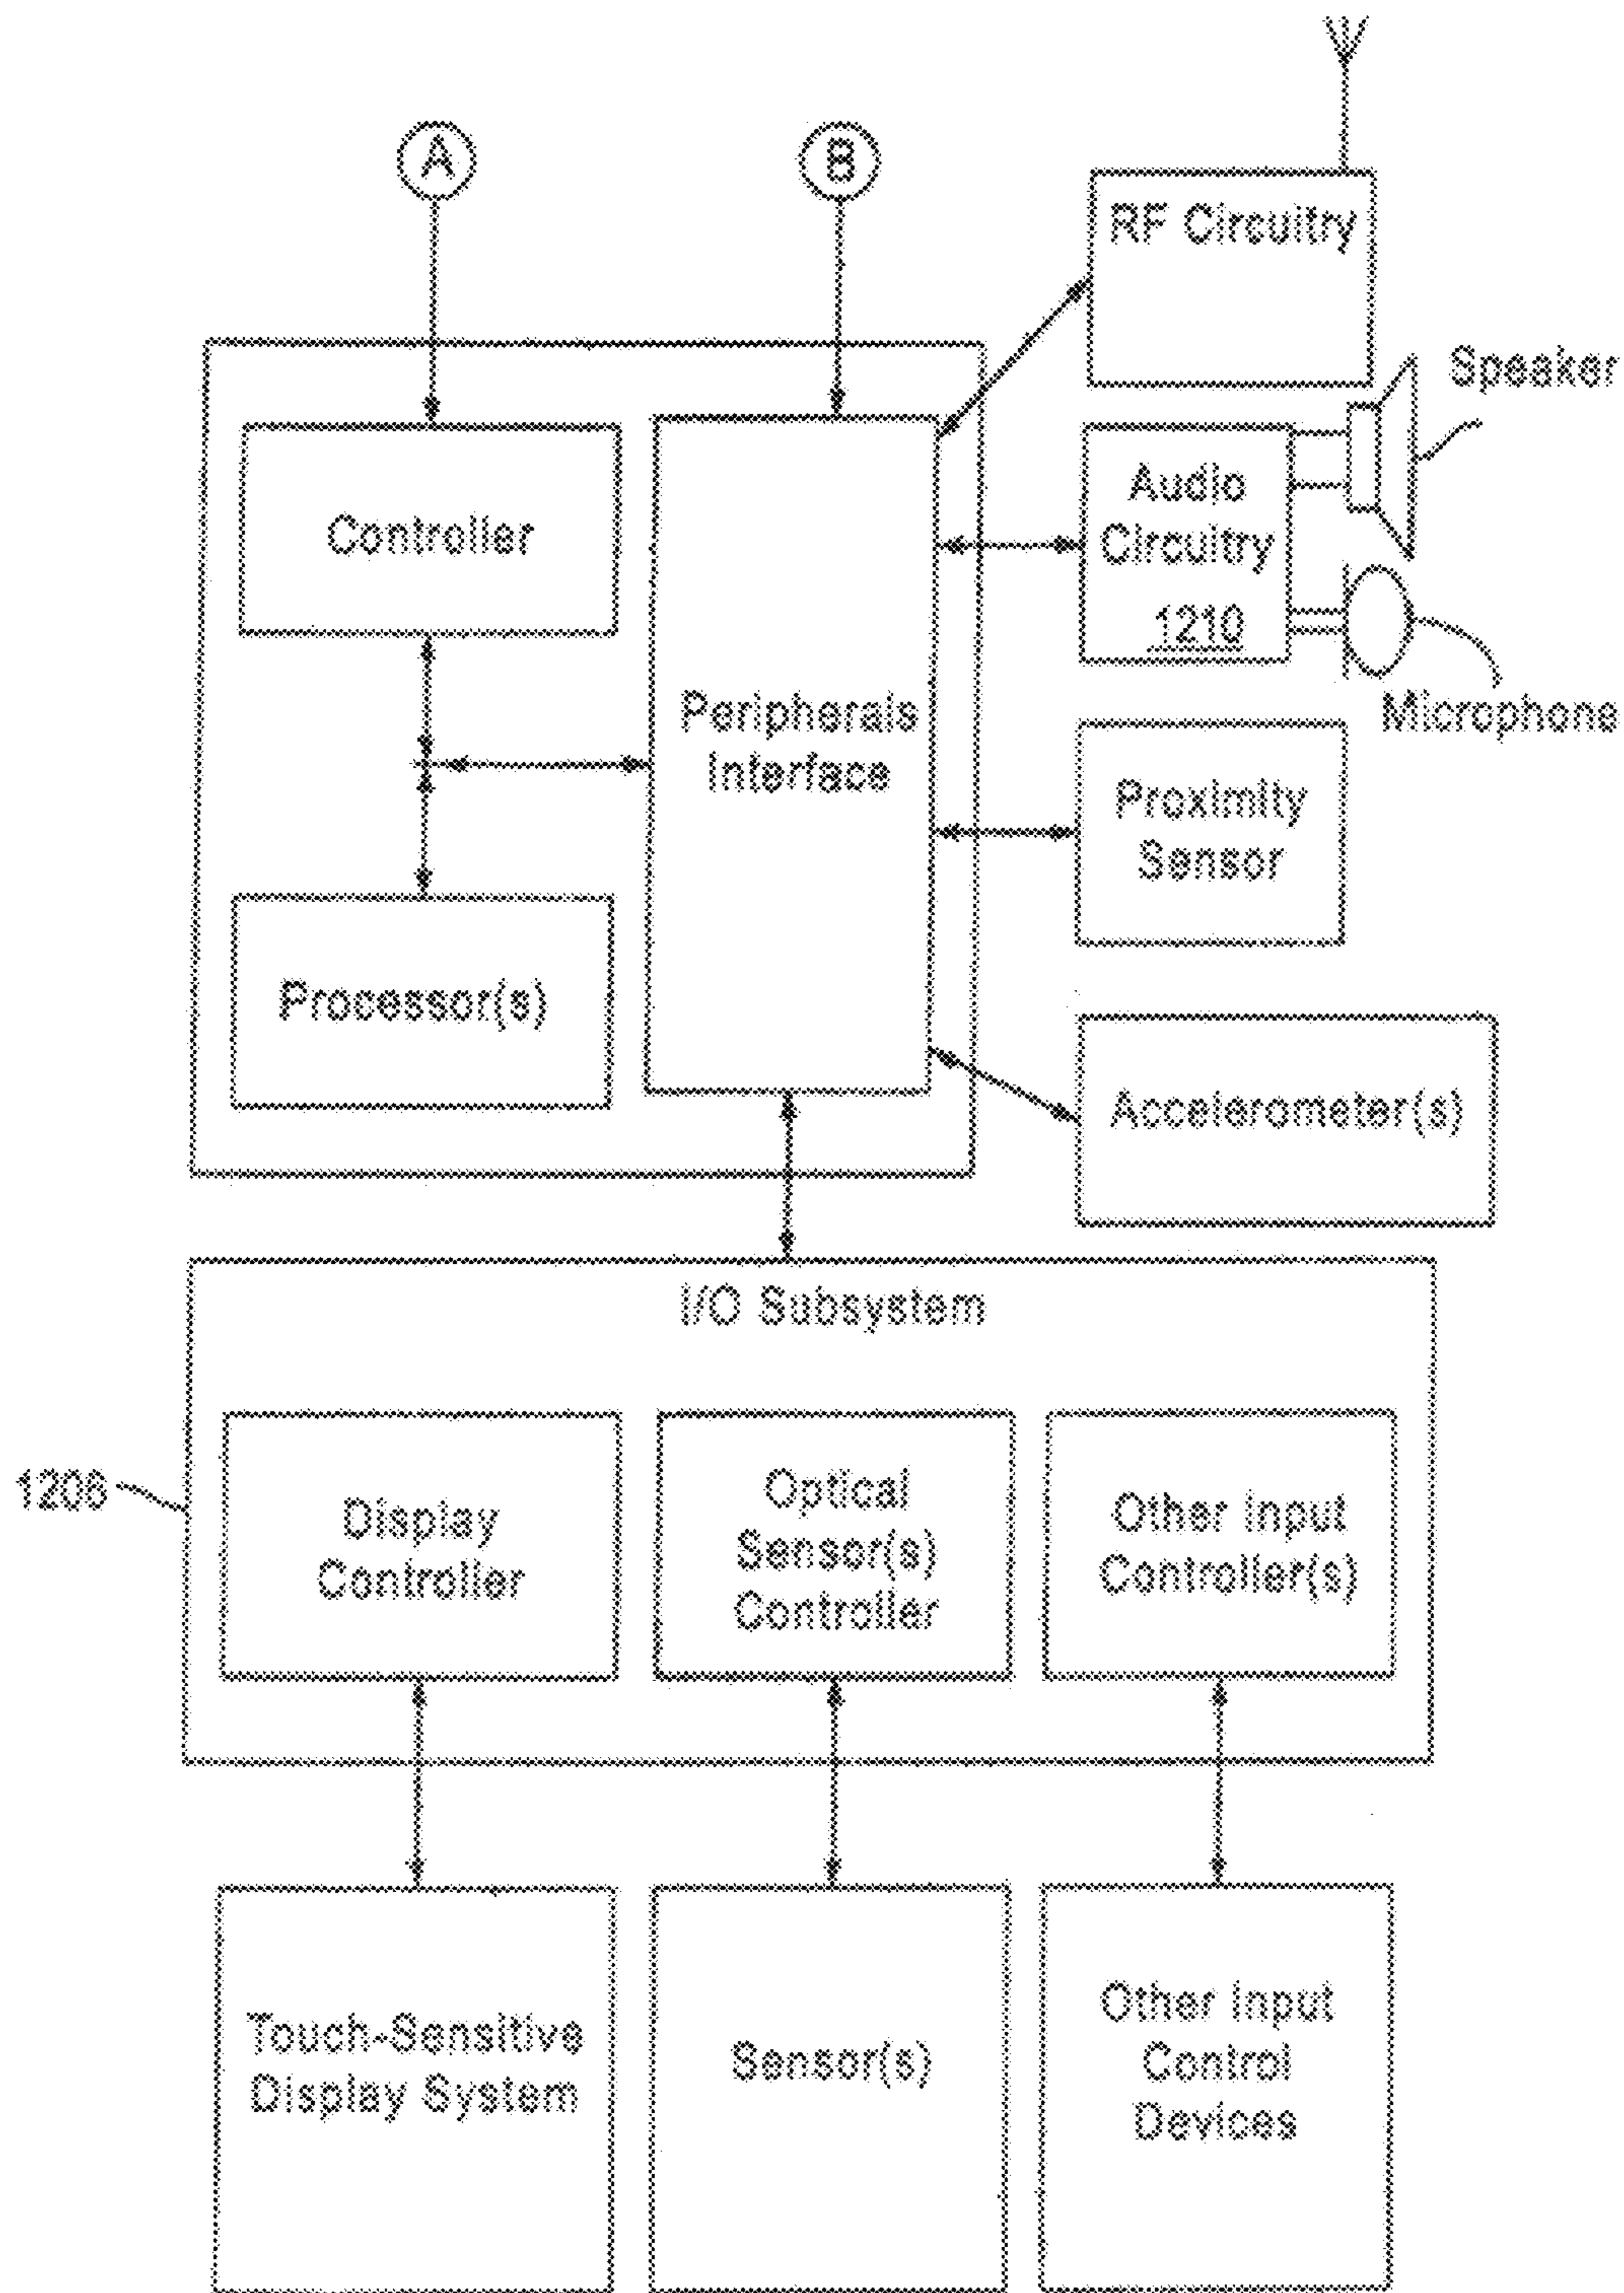 A
B
RF Circuitry
Speaker
Controller
Audio
Circuitry
1210
Microphone
Peripherals
Interface
Proximity
Sensor
Processor(s)
Accelerometer(s)
I/O Subsystem
1206
Display
Controller
Optical
Sensor(s)
Controller
Other Input
Controller(s)
Touch-Sensitive
Display System
Sensor(s)
Other Input
Control
Devices